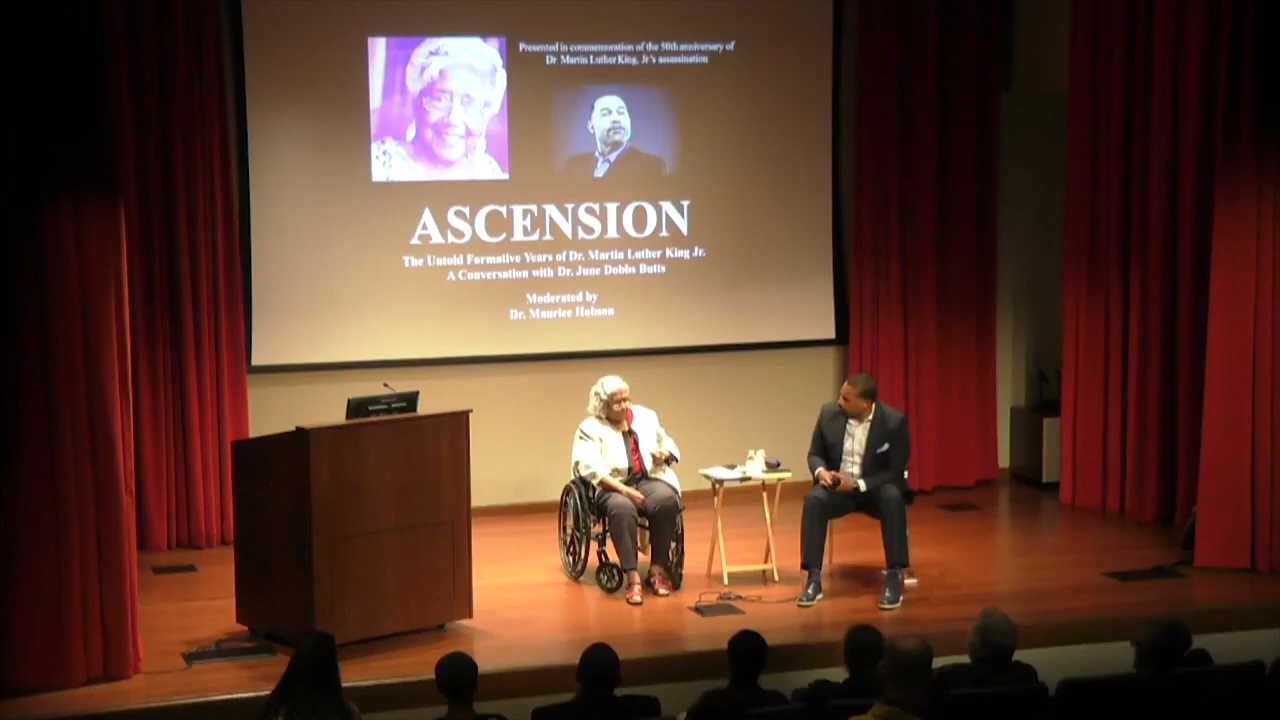 Presented in commemoration of the 50th anniversary of
Dr. Martin Luther King, Jr's assassination
ASCENSION
The Untold Formative Years of Dr. Martin Luther King Jr.
A Conversation with Dr. June Dobbs Butts
Moderated by
Dr. Maurice Hobson